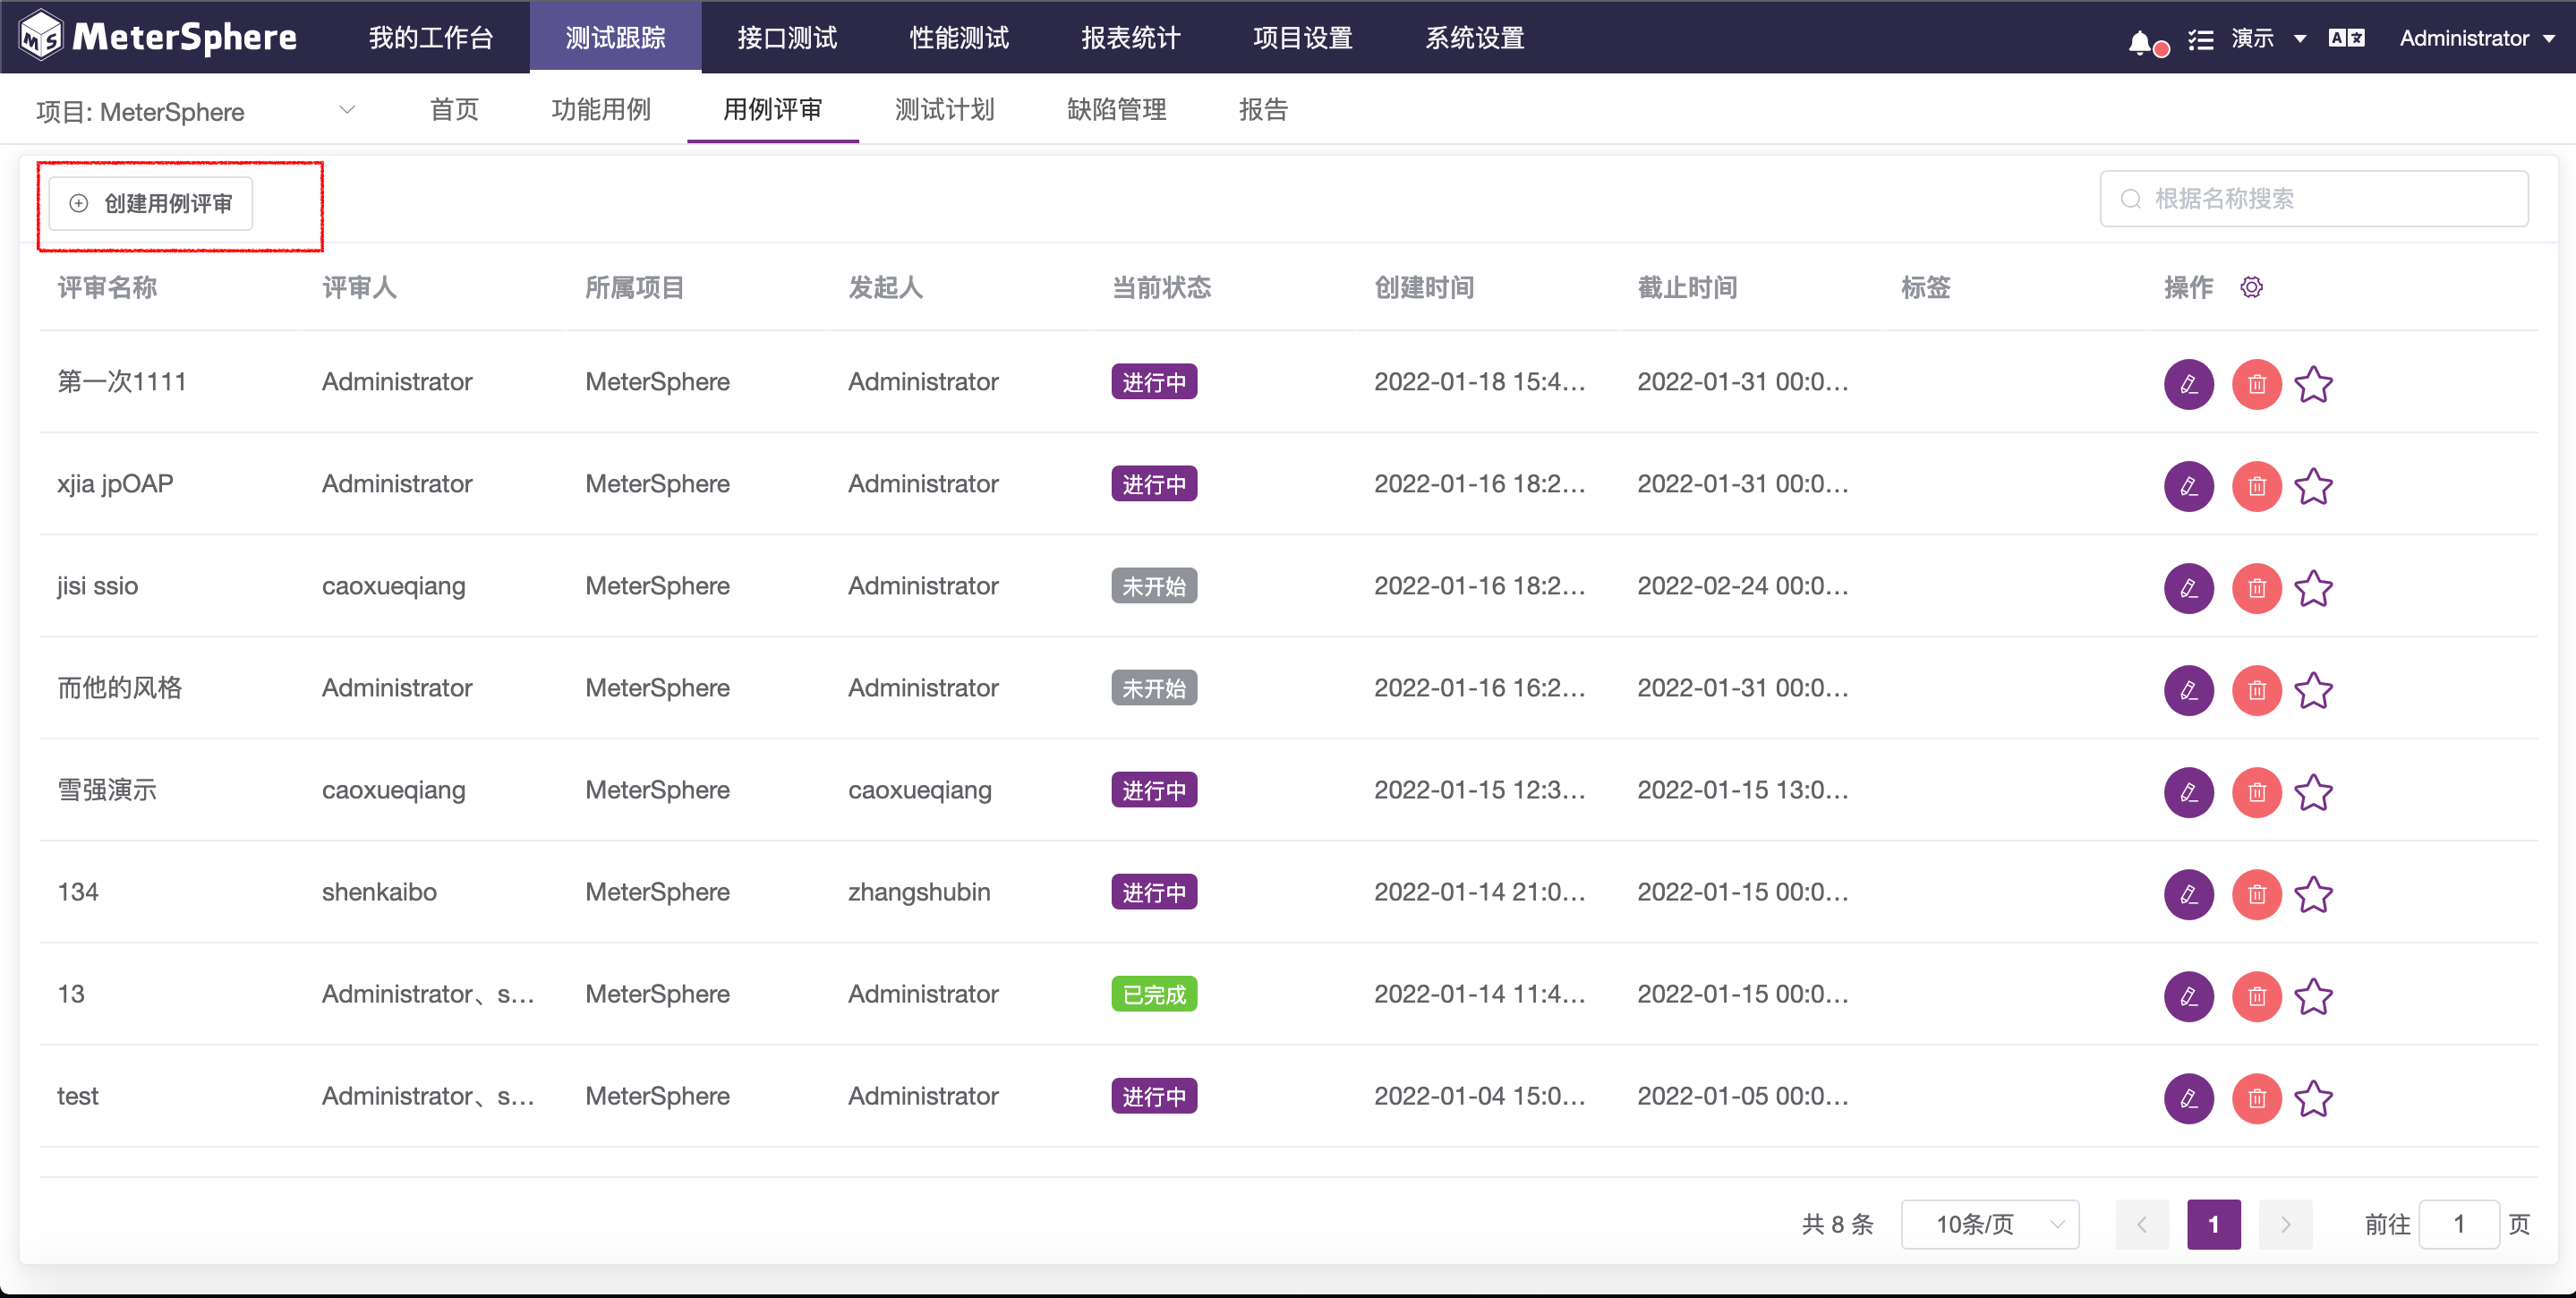 MeterSphere 我的工作台 测试跟踪 接口测试 性能测试 报表统计 项目设置 系统设置 演示 Administrator
项目: MeterSphere 首页 功能用例 用例评审 测试计划 缺陷管理 报告
创建用例评审 根据名称搜索
评审名称 评审人 所属项目 发起人 当前状态 创建时间 截止时间 标签 操作
第一次1111 Administrator MeterSphere Administrator 进行中 2022-01-18 15:4... 2022-01-31 00:0...
xjia jpOAP Administrator MeterSphere Administrator 进行中 2022-01-16 18:2... 2022-01-31 00:0...
jisi ssio caoxueqiang MeterSphere Administrator 未开始 2022-01-16 18:2... 2022-02-24 00:0...
而他的风格 Administrator MeterSphere Administrator 未开始 2022-01-16 16:2... 2022-01-31 00:0...
雪强演示 caoxueqiang MeterSphere caoxueqiang 进行中 2022-01-15 12:3... 2022-01-15 13:0...
134 shenkaibo MeterSphere zhangshubin 进行中 2022-01-14 21:0... 2022-01-15 00:0...
13 Administrator、s... MeterSphere Administrator 已完成 2022-01-14 11:4... 2022-01-15 00:0...
test Administrator、s... MeterSphere Administrator 进行中 2022-01-04 15:0... 2022-01-05 00:0...
共 8 条 10条/页 1 前往 1 页